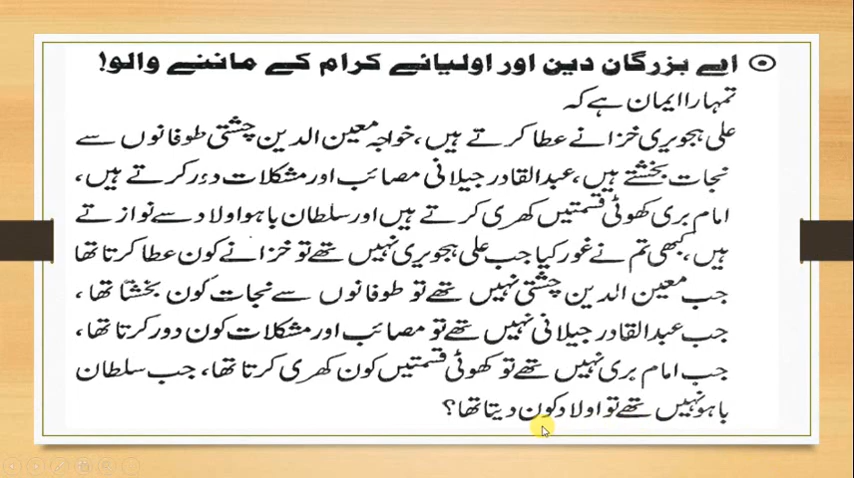 اے بزرگان دین اور اولیائے کرام کے ماننے والو!
تمہارا ایمان ہے کہ
علی ہجویری خزانے عطا کرتے ہیں، خواجہ معین الدین چشتی طوفانوں سے
نجات بخشتے ہیں، عبدالقادر جیلانی مصائب اور مشکلات دور کرتے ہیں،
امام بری کھوٹی قسمتیں کھری کرتے ہیں اور سلطان باہو اولاد سے نوازتے
ہیں، کبھی تم نے غور کیا جب علی ہجویری نہیں تھے تو خزانے کون عطا کرتا تھا
جب معین الدین چشتی نہیں تھے تو طوفانوں سے نجات کون بخشتا تھا،
جب عبدالقادر جیلانی نہیں تھے تو مصائب اور مشکلات کون دور کرتا تھا،
جب امام بری نہیں تھے تو کھوٹی قسمتیں کون کھری کرتا تھا، جب سلطان
باہو نہیں تھے تو اولاد کون دیتا تھا؟